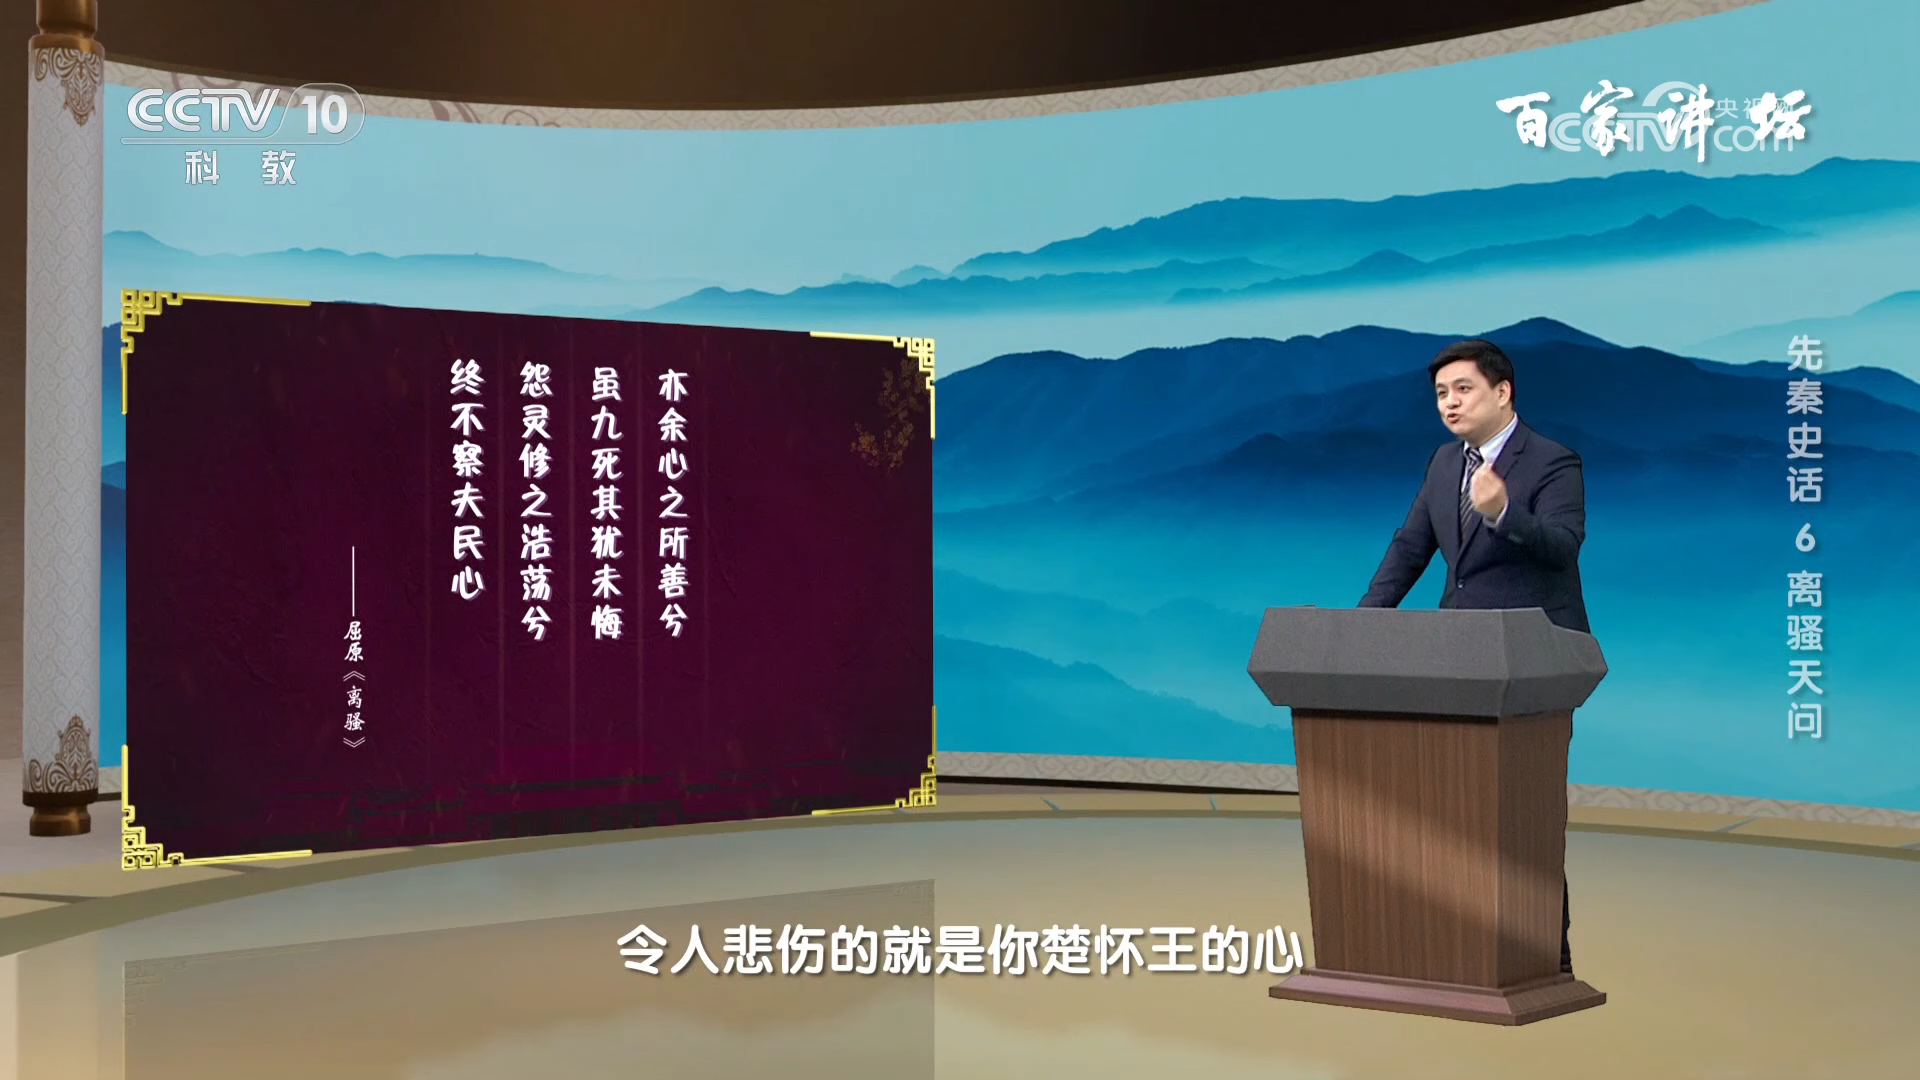 CCTV 10
科教
百家讲坛
央视网
CCTV.com
亦余心之所善兮
虽九死其犹未悔
怨灵修之浩荡兮
终不察夫民心
——屈原《离骚》
先秦史话 6 离骚天问
令人悲伤的就是你楚怀王的心